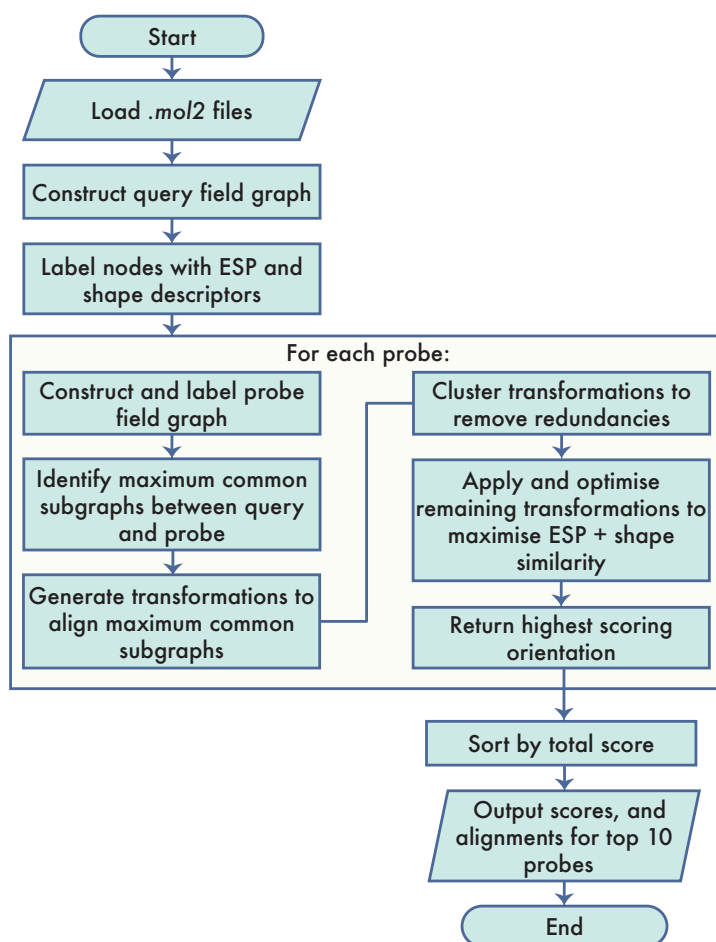 Start
Load .mol2 files
Construct query field graph
Label nodes with ESP and
shape descriptors
For each probe:
Construct and label probe
field graph
Identify maximum common
subgraphs between query
and probe
Generate transformations to
align maximum common
subgraphs
Cluster transformations to
remove redundancies
Apply and optimise
remaining transformations to
maximise ESP + shape
similarity
Return highest scoring
orientation
Sort by total score
Output scores, and
alignments for top 10
probes
End